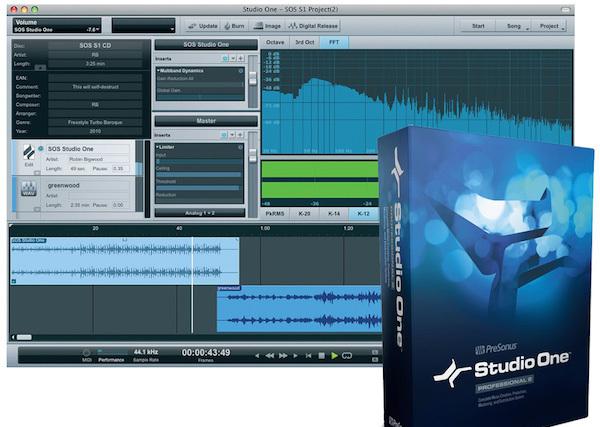 Studio One - SOS S1 Project(2)
Volume
SOS Studio One -7.6
Update Burn Image Digital Release
Start Song Project
Disc: SOS S1 CD
Artist: RB
Length: 3:25 min
EAN:
Comment: This will self-destruct
Songwriter:
Composer: RB
Arranger:
Genre: Freestyle Turbo Baroque
Year: 2010
SOS Studio One
Artist: Robin Bigwood
Edit
Length: 49 sec Pause: 0.35
greenwood
Artist:
WAV
Length: 2:35 min Pause: 0.00
SOS Studio One
Inserts
Multiband Dynamics
Gain Reduction All
Global Gain
Master
Inserts
Limiter
Input
Ceiling
Threshold
Reduction
Analog 1 + 2
Octave 3rd Oct FFT
PkRMS K-20 K-14 K-12
20 40 1:00 1:20
SOS Studio One
greenwood
MIDI Performance
44.1 kHz
Sample Rate
00:00:43:49
Frames
PreSonus
Studio One
PROFESSIONAL 2
Studio One